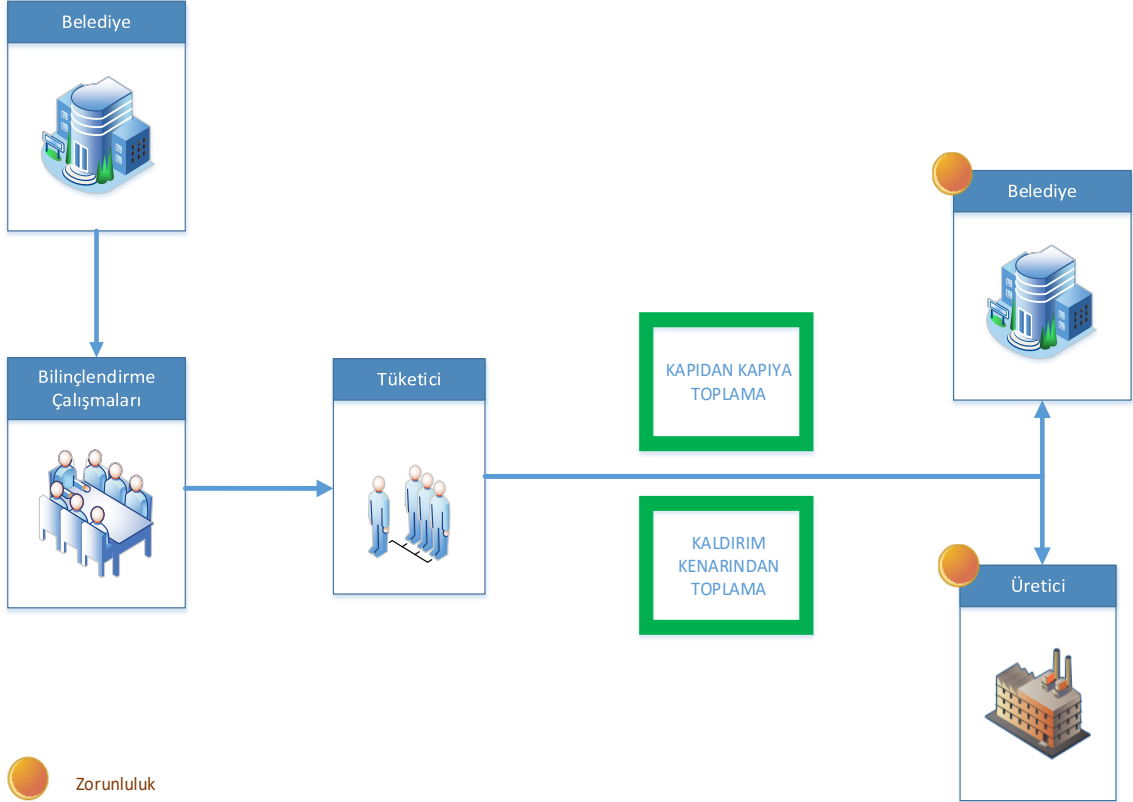 Belediye
Belediye
Bilinçlendirme
Çalışmaları
Tüketici
KAPIDAN KAPIYA
TOPLAMA
KALDIRIM
KENARINDAN
TOPLAMA
Üretici
Zorunluluk